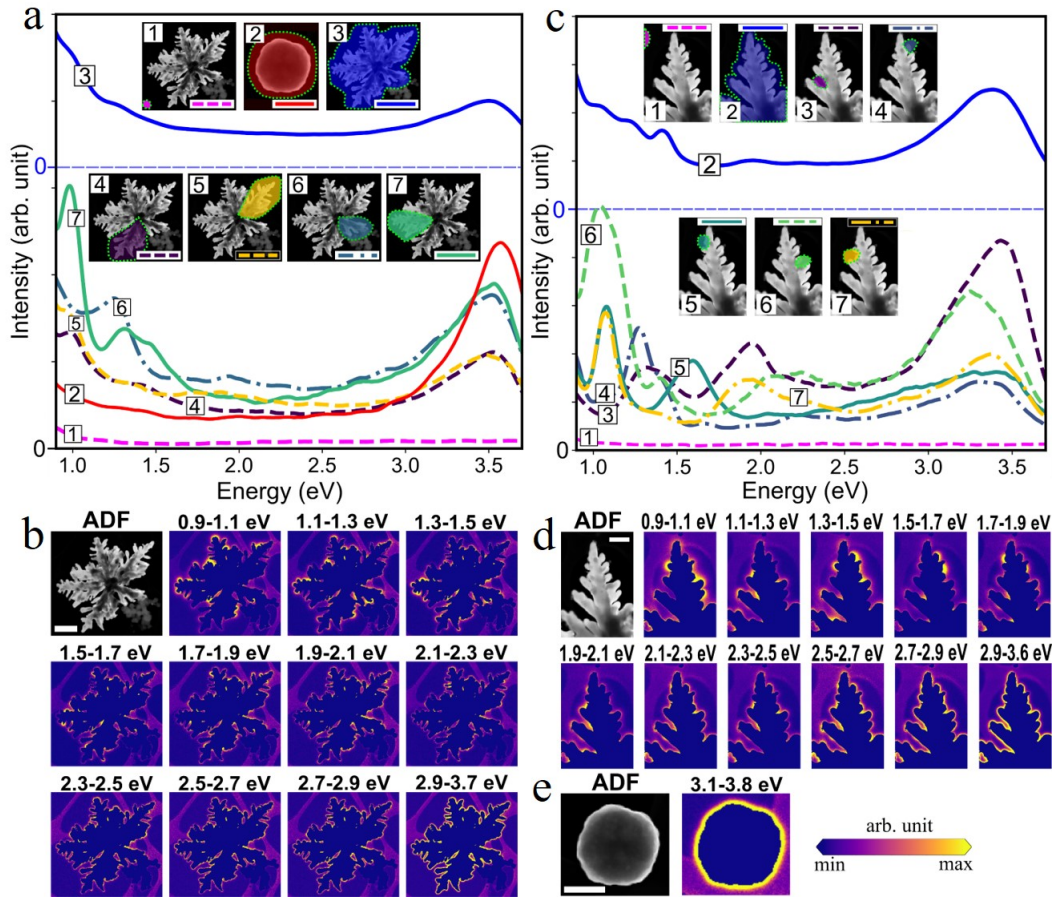 a
Intensity (arb. unit)
0
0
1
2
3
3
4
5
6
7
7
6
5
4
2
1
1.0 1.5 2.0 2.5 3.0 3.5
Energy (eV)
c
Intensity (arb. unit)
0
0
1
2
3
4
2
5
6
7
6
5
4
3
7
1
1.0 1.5 2.0 2.5 3.0 3.5
Energy (eV)
b
ADF 0.9-1.1 eV 1.1-1.3 eV 1.3-1.5 eV
1.5-1.7 eV 1.7-1.9 eV 1.9-2.1 eV 2.1-2.3 eV
2.3-2.5 eV 2.5-2.7 eV 2.7-2.9 eV 2.9-3.7 eV
d
ADF 0.9-1.1 eV 1.1-1.3 eV 1.3-1.5 eV 1.5-1.7 eV 1.7-1.9 eV
1.9-2.1 eV 2.1-2.3 eV 2.3-2.5 eV 2.5-2.7 eV 2.7-2.9 eV 2.9-3.6 eV
e
ADF 3.1-3.8 eV
arb. unit
min max